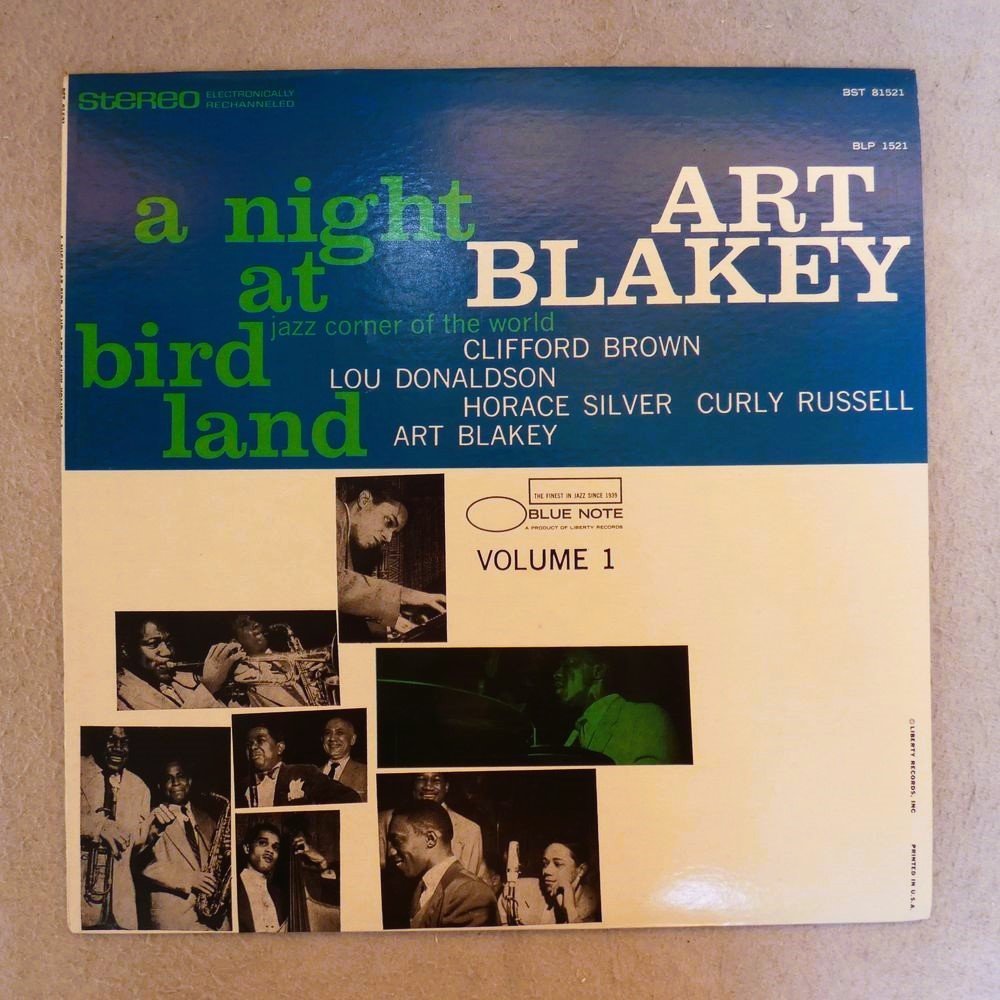 stereo ELECTRONICALLY
RECHANNELED
BST 81521
BLP 1521
a night
at
bird
land
jazz corner of the world
ART
BLAKEY
CLIFFORD BROWN
LOU DONALDSON
HORACE SILVER CURLY RUSSELL
ART BLAKEY
THE FINEST IN JAZZ SINCE 1939
BLUE NOTE
A PRODUCT OF LIBERTY RECORDS
VOLUME 1
© LIBERTY RECORDS, INC
PRINTED IN U.S.A.